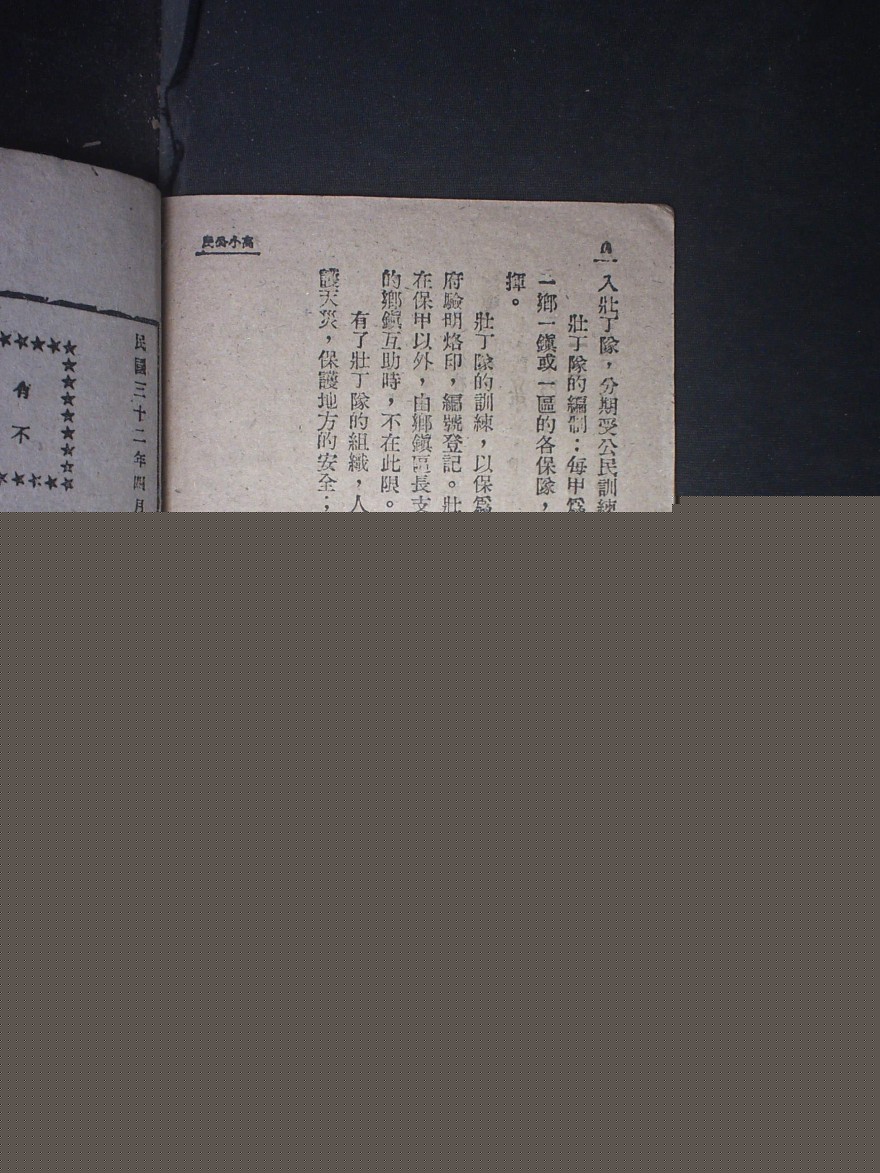 高小公民
入壯丁隊，分期受公民訓練
壯丁隊的編制：每甲爲
一鄉一鎭或一區的各保隊，
揮。
壯丁隊的訓練，以保爲
府驗明烙印，編號登記。壯
在保甲以外，由鄉鎭區長支
的鄉鎭互助時，不在此限。
有了壯丁隊的組織，人
護天災，保護地方的安全；
民國三十二年四月
有
不